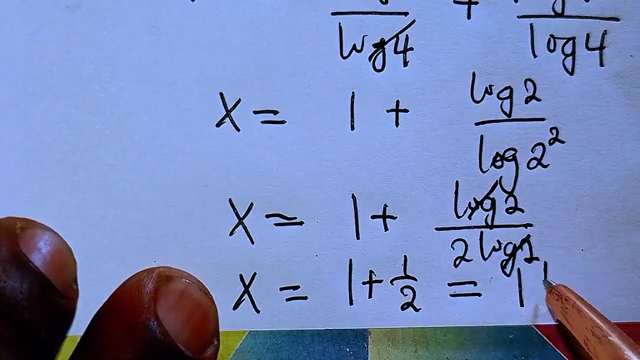 log4 + log4
X = 1 + log2 / log2²
X = 1 + log2 / 2log2
X = 1 + 1/2 = 1